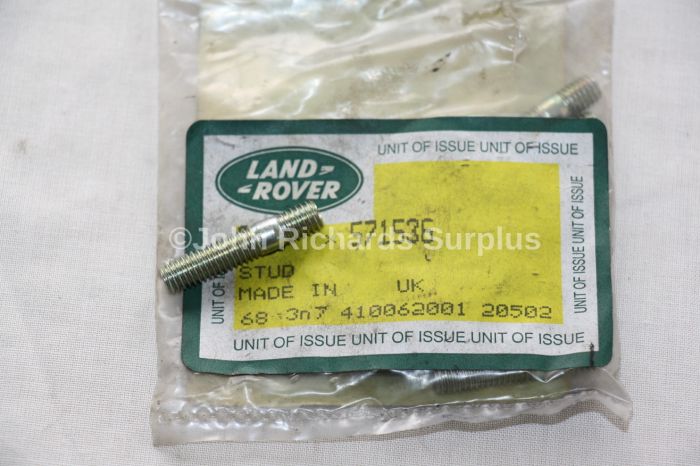 UNIT OF ISSUE UNIT OF ISSUE
LAND
ROVER
571536
©John Richards Surplus
STUD
MADE IN UK
68 3n7 410062001 20502
UNIT OF ISSUE UNIT OF ISSUE UNIT OF ISSUE
UNIT OF ISSUE UNIT OF ISSUE
UNIT OF